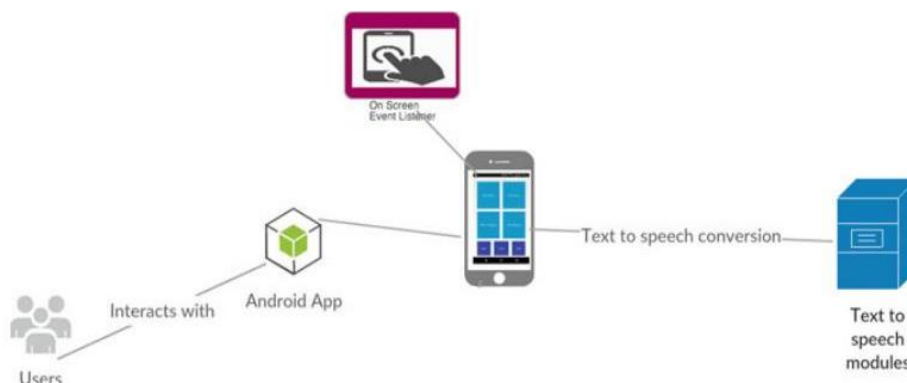 On Screen
Event Listener
Text to speech conversion
Android App
Interacts with
Users
Text to
speech
modules